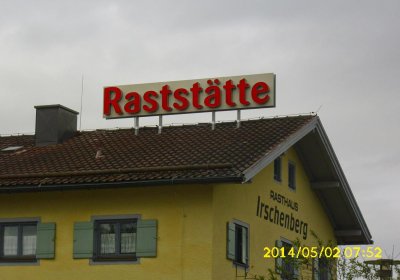 Raststätte
RASTHAUS
Irschenberg
2014/05/02 07:52